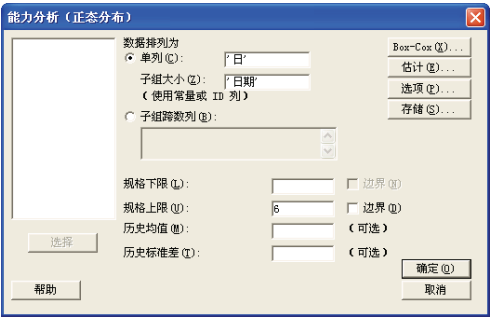 能力分析（正态分布）
数据排列为
单列(C): '日'
子组大小(Z): '日期'
(使用常量或 ID 列)
子组跨数列(R):
Box-Cox(X)...
估计(E)...
选项(P)...
存储(S)...
规格下限(L): 边界(N)
规格上限(U): 6 边界(D)
历史均值(M): (可选)
历史标准差(T): (可选)
选择
确定(O)
帮助
取消